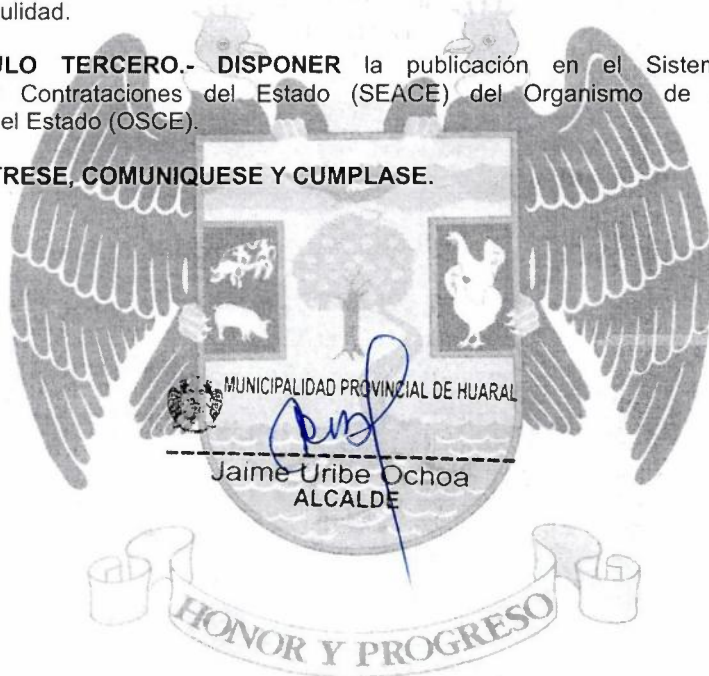 ulidad.
ULO TERCERO.- DISPONER la publicación en el Sistem
Contrataciones del Estado (SEACE) del Organismo de
el Estado (OSCE).
TRESE, COMUNIQUESE Y CUMPLASE.
MUNICIPALIDAD PROVINCIAL DE HUARAL
Jaime Uribe Ochoa
ALCALDE
HONOR Y PROGRESO